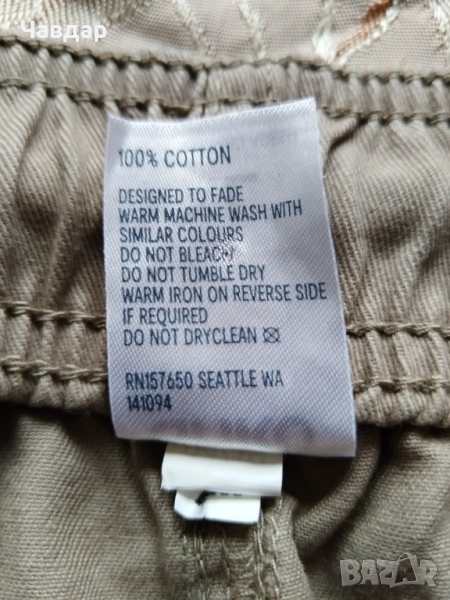 Чавдар
100% COTTON
DESIGNED TO FADE
WARM MACHINE WASH WITH
SIMILAR COLOURS
DO NOT BLEACH
DO NOT TUMBLE DRY
WARM IRON ON REVERSE SIDE
IF REQUIRED
DO NOT DRYCLEAN
RN157650 SEATTLE WA
141094
BAZAR